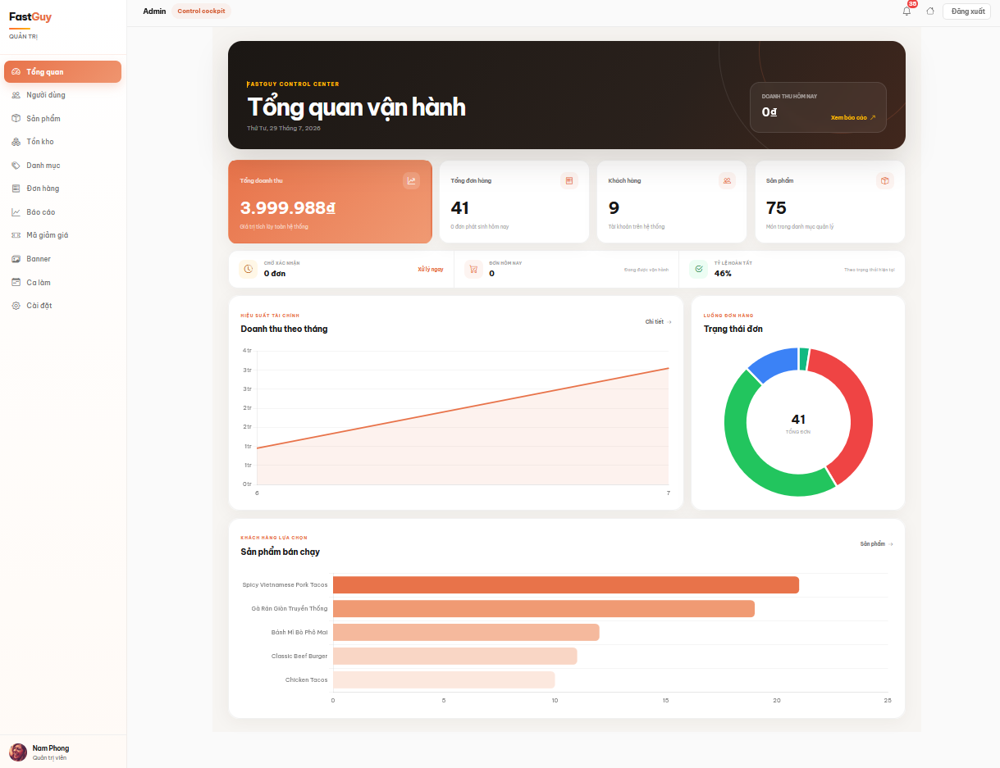 FastGuy
QUẢN TRỊ
Tổng quan
Người dùng
Sản phẩm
Tồn kho
Danh mục
Đơn hàng
Báo cáo
Mã giảm giá
Banner
Ca làm
Cài đặt
Nam Phong
Quản trị viên
Admin
Control cockpit
35
Đăng xuất
FASTGUY CONTROL CENTER
Tổng quan vận hành
Thứ Tư, 29 Tháng 7, 2026
DOANH THU HÔM NAY
0₫
Xem báo cáo ↗
Tổng doanh thu
3.999.988₫
Giá trị tích lũy toàn hệ thống
Tổng đơn hàng
41
0 đơn phát sinh hôm nay
Khách hàng
9
Tài khoản trên hệ thống
Sản phẩm
75
Món trong danh mục quản lý
CHỜ XÁC NHẬN
0 đơn
Xử lý ngay
ĐƠN HÔM NAY
0
Đang được vận hành
TỶ LỆ HOÀN TẤT
46%
Theo trạng thái hiện tại
HIỆU SUẤT TÀI CHÍNH
Doanh thu theo tháng
Chi tiết →
4tr
3tr
3tr
2tr
2tr
1tr
1tr
0tr
6
7
LUỒNG ĐƠN HÀNG
Trạng thái đơn
41
TỔNG ĐƠN
KHÁCH HÀNG LỰA CHỌN
Sản phẩm bán chạy
Sản phẩm →
Spicy Vietnamese Pork Tacos
Gà Rán Giòn Truyền Thống
Bánh Mì Bò Phô Mai
Classic Beef Burger
Chicken Tacos
0
5
10
15
20
25